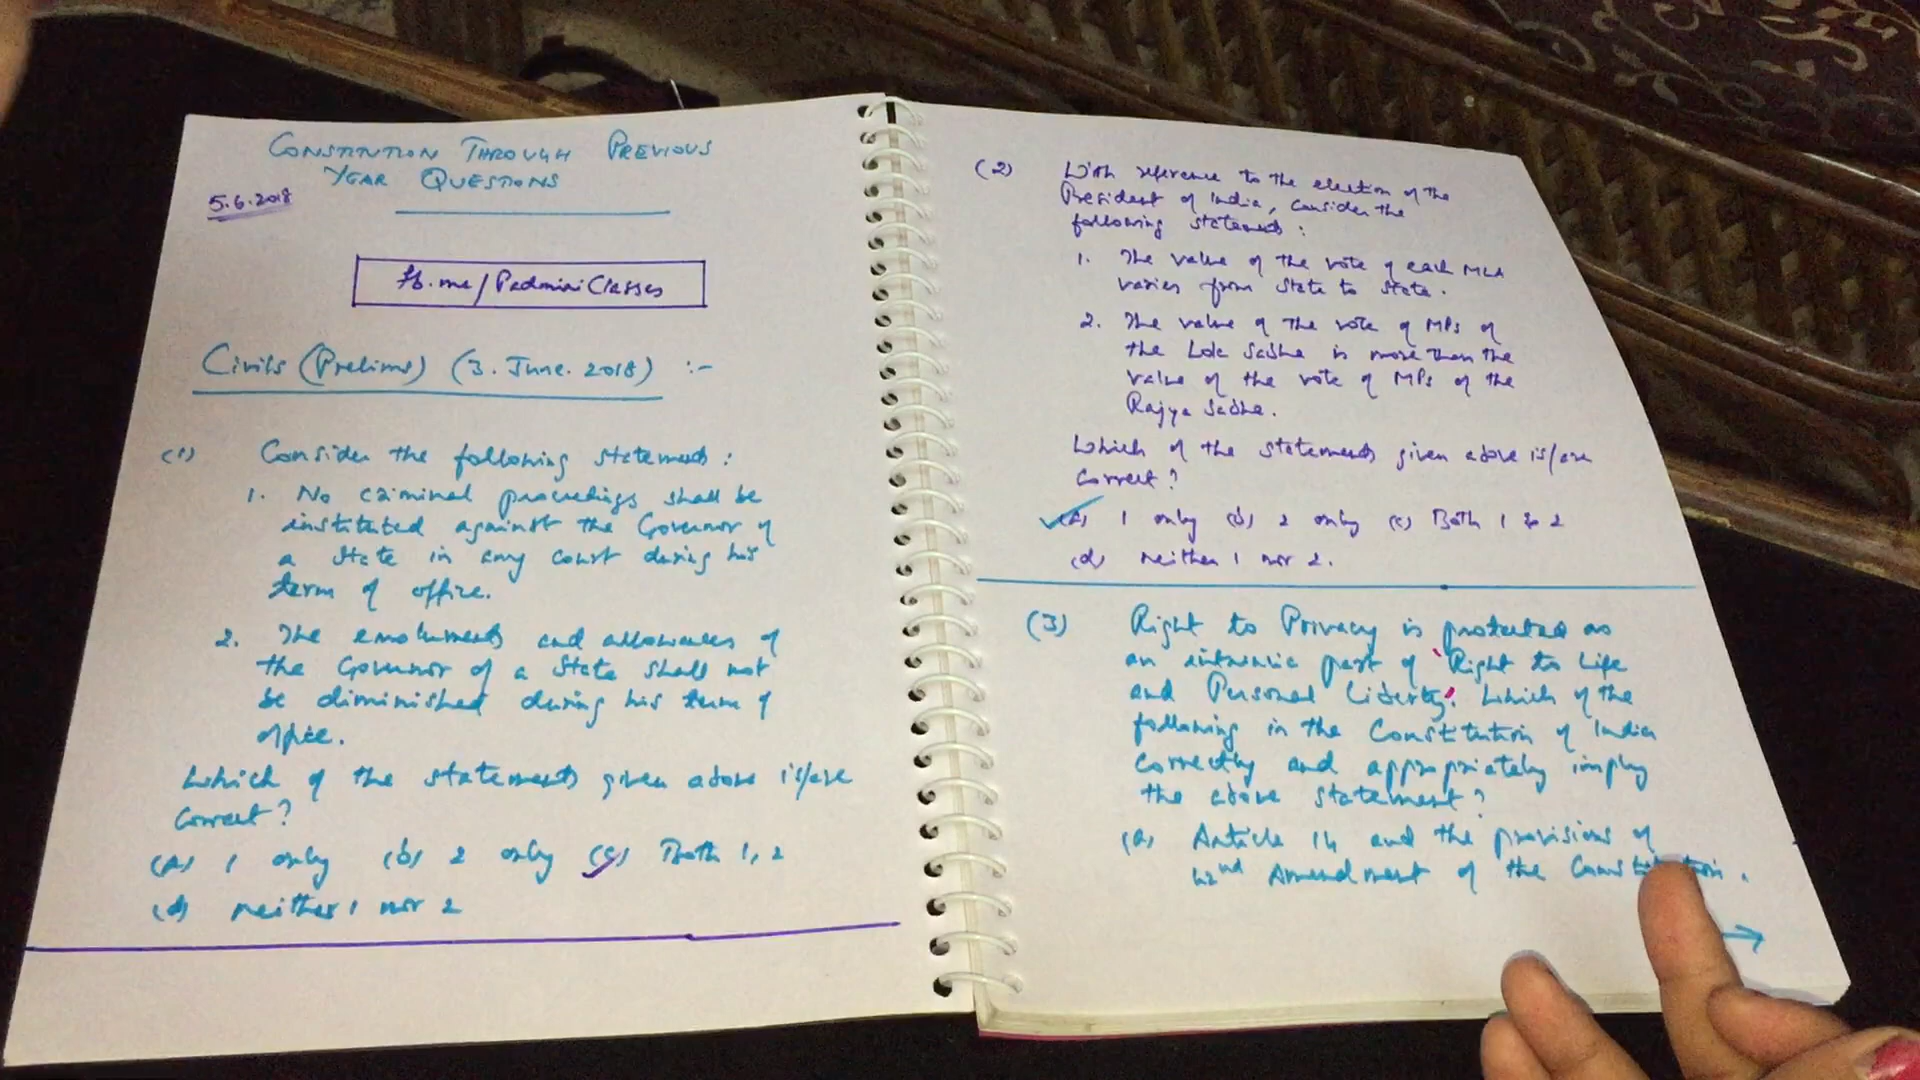 CONSTITUTION THROUGH PREVIOUS
YEAR QUESTIONS
5.6.2018
fb.me/PadminiClasses
Civils (Prelims) (3. June. 2018) :-
(1) Consider the following statements:
1. No criminal proceedings shall be
instituted against the Governor of
a State in any court during his
term of office.
2. The emoluments and allowances of
the Governor of a State shall not
be diminished during his term of
office.
Which of the statements given above is/are
correct?
(a) 1 only (b) 2 only (c) Both 1, 2
(d) neither 1 nor 2
(2) With reference to the election of the
President of India, consider the
following statements:
1. The value of the vote of each MLA
varies from State to State.
2. The value of the vote of MPs of
the Lok Sabha is more than the
value of the vote of MPs of the
Rajya Sabha.
Which of the statements given above is/are
correct?
(a) 1 only (b) 2 only (c) Both 1 & 2
(d) neither 1 nor 2.
(3) Right to Privacy is protected as
an intrinsic part of 'Right to Life
and Personal Liberty'. Which of the
following in the Constitution of India
correctly and appropriately imply
the above statement?
(a) Article 14 and the provisions of
42nd Amendment of the Constitution.